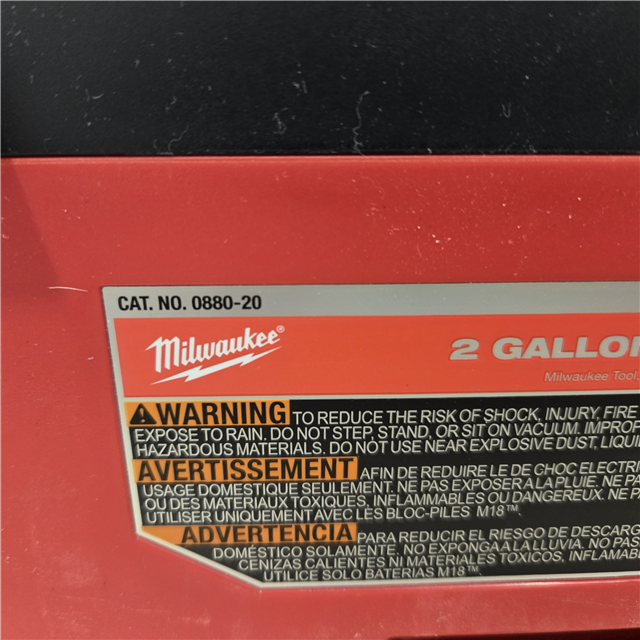 CAT. NO. 0880-20
Milwaukee®
2 GALLO
Milwaukee Tool,
WARNING TO REDUCE THE RISK OF SHOCK, INJURY, FIRE
EXPOSE TO RAIN. DO NOT STEP, STAND, OR SIT ON VACUUM. IMPROP
HAZARDOUS MATERIALS. DO NOT USE NEAR EXPLOSIVE DUST, LIQUI
AVERTISSEMENT AFIN DE REDUIRE LE DE CHOC ELECTRI
USAGE DOMESTIQUE SEULEMENT. NE PAS EXPOSER A LA PLUIE. NE PA
OU DES MATERIAUX TOXIQUES, INFLAMMABLES OU DANGEREUX. NE P
UTILISER UNIQUEMENT AVEC LES BLOC-PILES M18™.
ADVERTENCIA PARA REDUCIR EL RIESGO DE DESCARG
DOMÉSTICO SOLAMENTE. NO EXPONGA A LA LLUVIA. NO PAS
CENIZAS CALIENTES NI MATERIALES TOXICOS, INFLAMAB
UTILICE SOLO BATERIAS M18™.